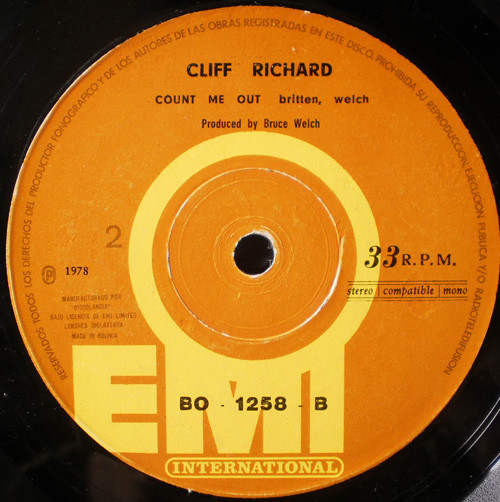 RESERVADOS TODOS LOS DERECHOS DEL PRODUCTOR FONOGRAFICO Y DE LOS AUTORES DE LAS OBRAS REGISTRADAS EN ESTE DISCO. PROHIBIDA SU REPRODUCCION, EJECUCION PUBLICA Y/O RADIOTELEDIFUSION
CLIFF RICHARD
COUNT ME OUT britten, welch
Produced by Bruce Welch
2
33 R.P.M.
P 1978
stereo compatible mono
MANUFACTURADO POR
"DISCOLANDIA"
BAJO LICENCIA DE EMI LIMITED
LONDRES INGLATERRA
MADE IN BOLIVIA
BO - 1258 - B
EMI
INTERNATIONAL